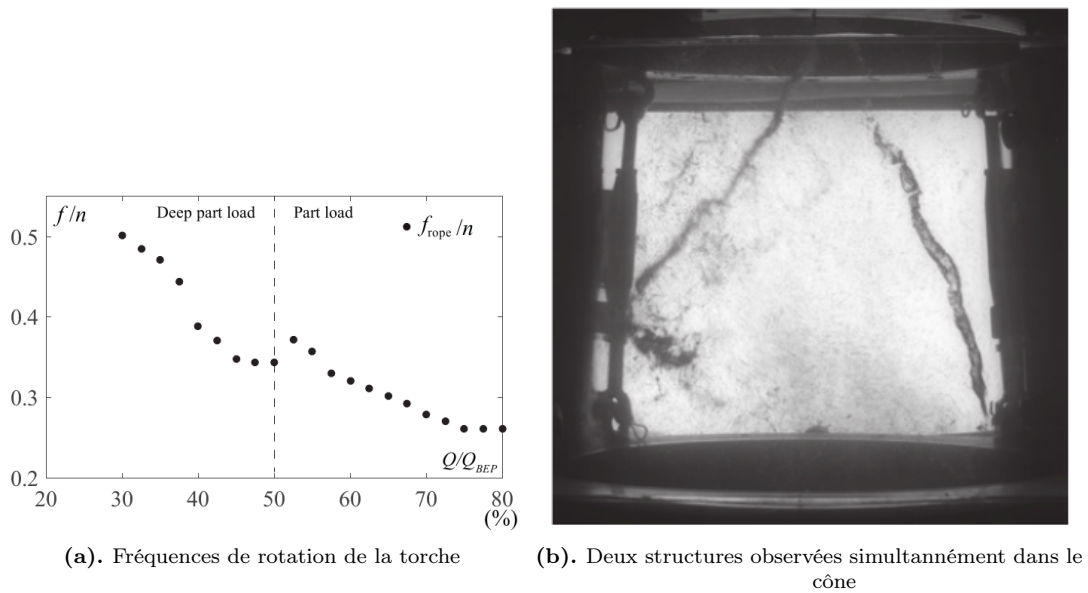 f/n
Deep part load
Part load
f_rope/n
0.5
0.4
0.3
0.2
Q/Q_BEP
20
30
40
50
60
70
80
(%)
(a). Fréquences de rotation de la torche
(b). Deux structures observées simultannément dans le
cône